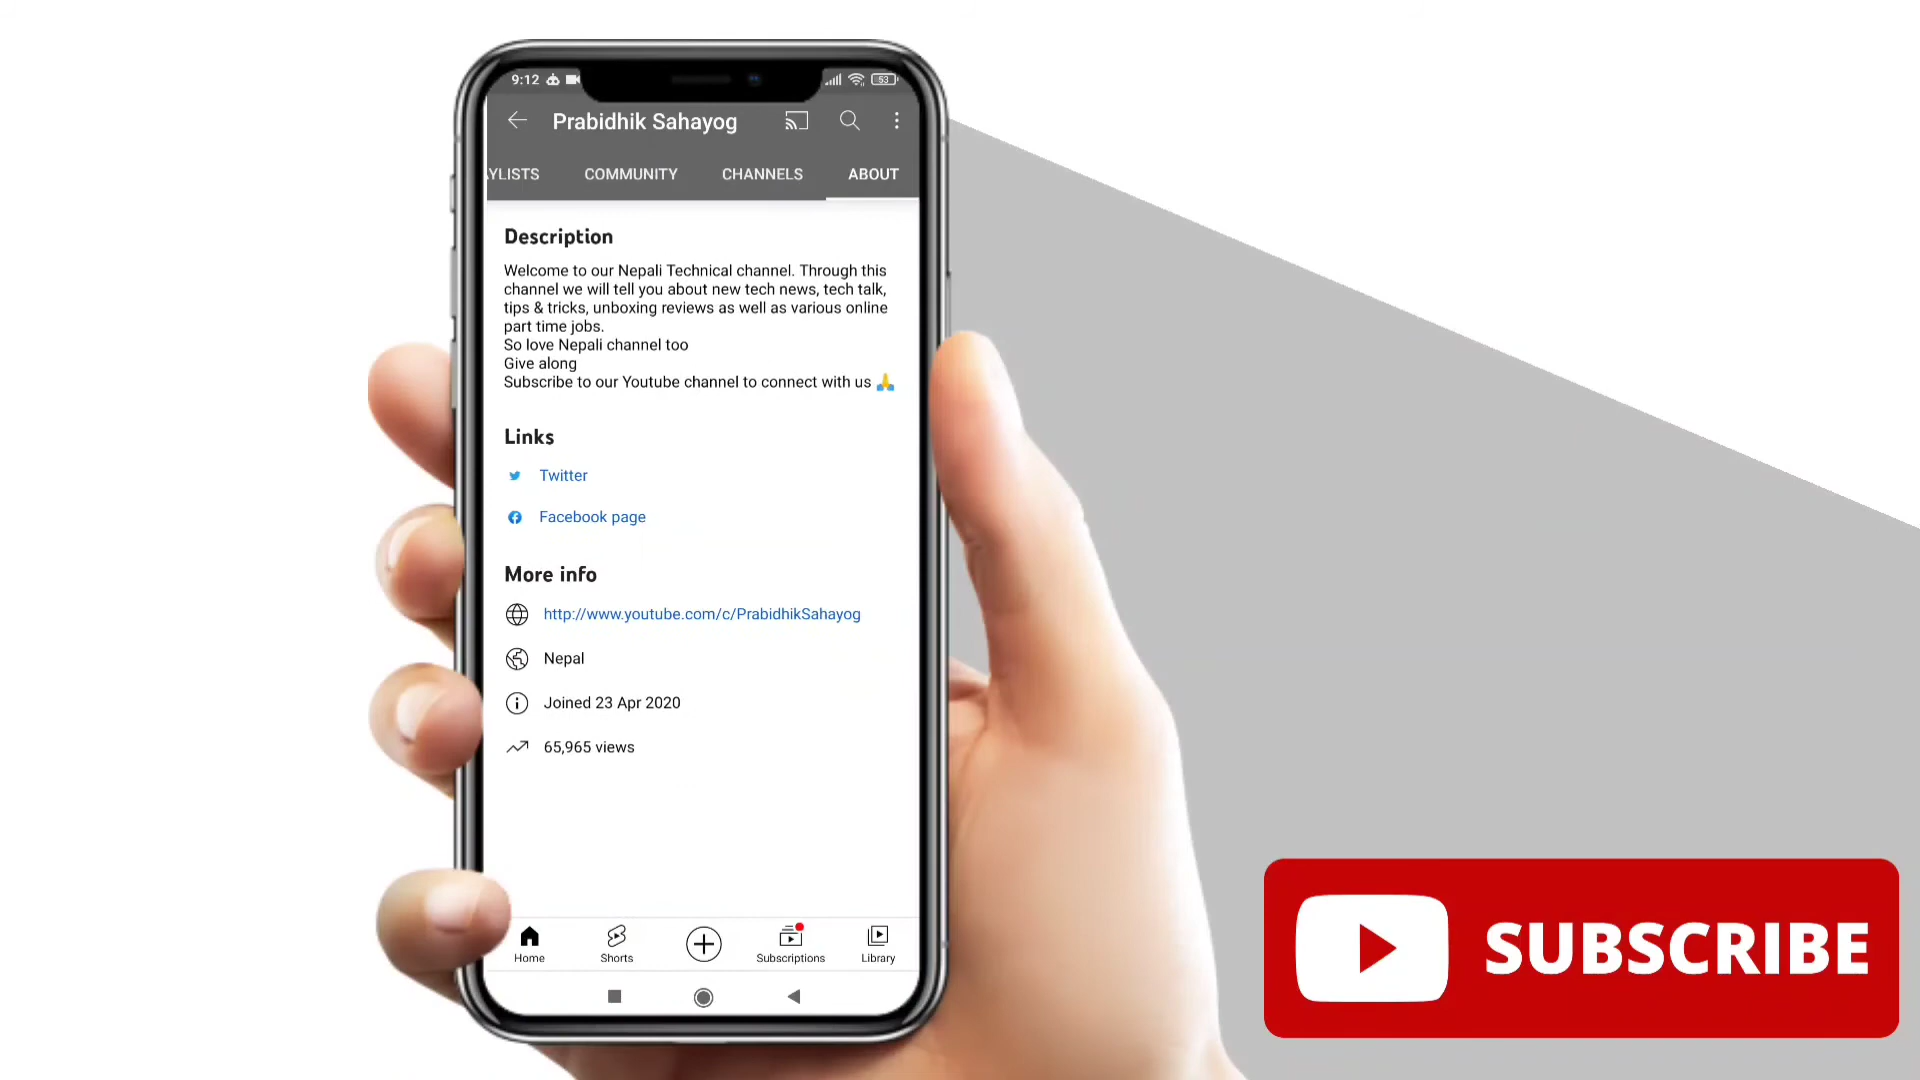 9:12
53
Prabidhik Sahayog
YLISTS COMMUNITY CHANNELS ABOUT
Description
Welcome to our Nepali Technical channel. Through this
channel we will tell you about new tech news, tech talk,
tips & tricks, unboxing reviews as well as various online
part time jobs.
So love Nepali channel too
Give along
Subscribe to our Youtube channel to connect with us 🙏
Links
Twitter
Facebook page
More info
http://www.youtube.com/c/PrabidhikSahayog
Nepal
Joined 23 Apr 2020
65,965 views
Home Shorts Subscriptions Library
SUBSCRIBE